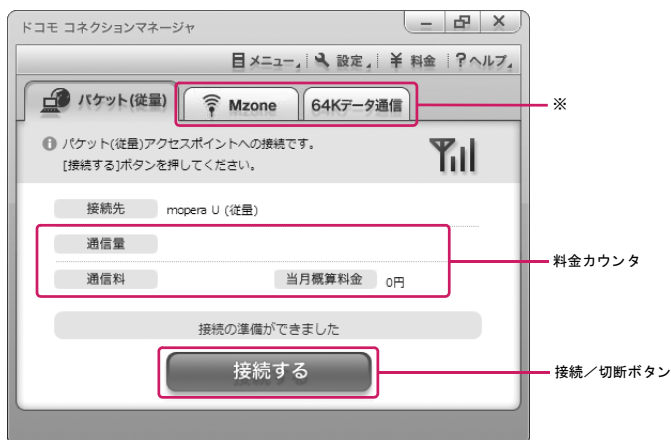 ドコモ コネクションマネージャ
メニュー 設定 ¥ 料金 ? ヘルプ
パケット(従量) Mzone 64Kデータ通信
※
パケット(従量)アクセスポイントへの接続です。
[接続する]ボタンを押してください。
接続先 mopera U (従量)
通信量
料金カウンタ
通信料 当月概算料金 0円
接続の準備ができました
接続する
接続／切断ボタン